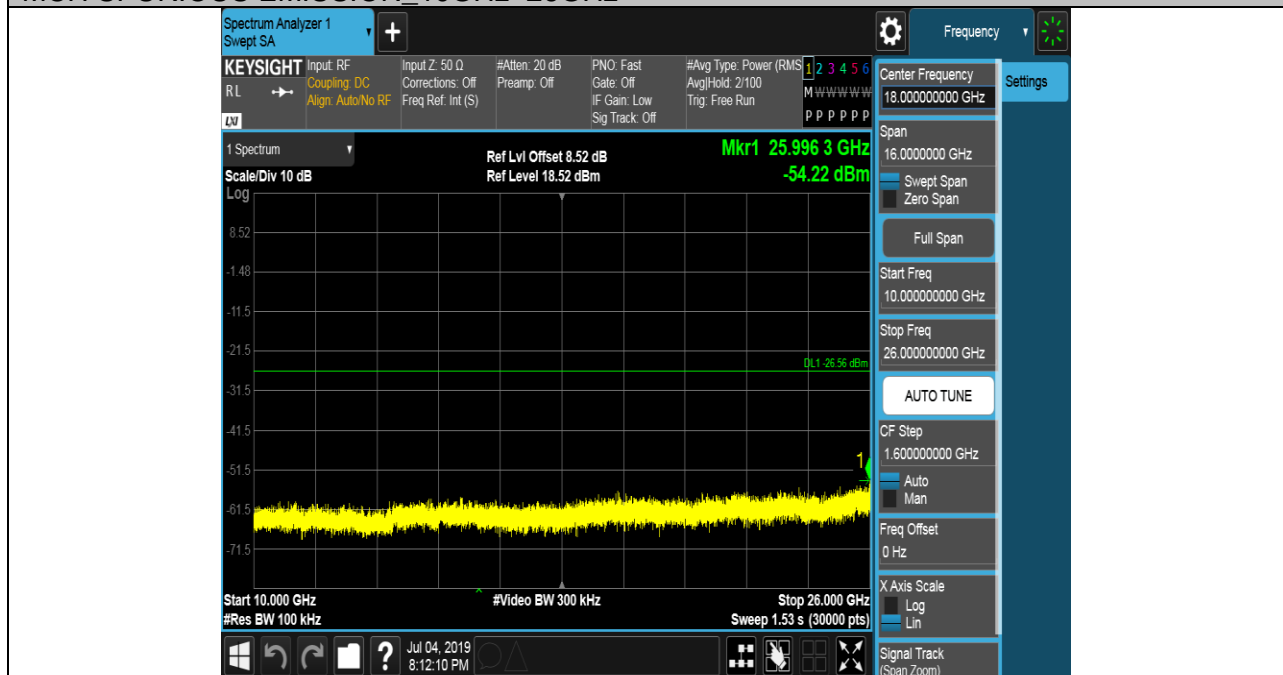 Spectrum Analyzer 1
Swept SA
Frequency
KEYSIGHT
RL
LXI
Input: RF
Coupling: DC
Align: Auto/No RF
Input Z: 50 Ω
Corrections: Off
Freq Ref: Int (S)
#Atten: 20 dB
Preamp: Off
PNO: Fast
Gate: Off
IF Gain: Low
Sig Track: Off
#Avg Type: Power (RMS
Avg|Hold: 2/100
Trig: Free Run
1 2 3 4 5 6
M W W W W W
P P P P P P
Center Frequency
18.000000000 GHz
Settings
1 Spectrum
Scale/Div 10 dB
Ref Lvl Offset 8.52 dB
Ref Level 18.52 dBm
Mkr1 25.996 3 GHz
-54.22 dBm
Log
8.52
-1.48
-11.5
-21.5
-31.5
-41.5
-51.5
-61.5
-71.5
DL1 -26.56 dBm
1
Start 10.000 GHz
#Res BW 100 kHz
#Video BW 300 kHz
Stop 26.000 GHz
Sweep 1.53 s (30000 pts)
Span
16.0000000 GHz
Swept Span
Zero Span
Full Span
Start Freq
10.000000000 GHz
Stop Freq
26.000000000 GHz
AUTO TUNE
CF Step
1.600000000 GHz
Auto
Man
Freq Offset
0 Hz
X Axis Scale
Log
Lin
Signal Track
(Span Zoom)
?
Jul 04, 2019
8:12:10 PM